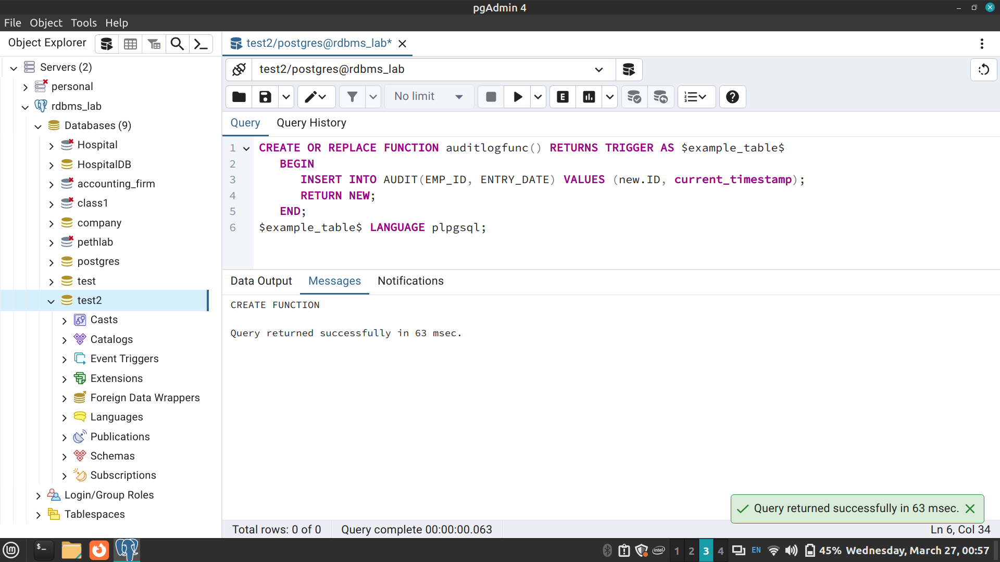 pgAdmin 4
File Object Tools Help
Object Explorer
test2/postgres@rdbms_lab*
Servers (2)
personal
rdbms_lab
Databases (9)
Hospital
HospitalDB
accounting_firm
class1
company
pethlab
postgres
test
test2
Casts
Catalogs
Event Triggers
Extensions
Foreign Data Wrappers
Languages
Publications
Schemas
Subscriptions
Login/Group Roles
Tablespaces
test2/postgres@rdbms_lab
No limit
E
Query Query History
1 CREATE OR REPLACE FUNCTION auditlogfunc() RETURNS TRIGGER AS $example_table$
2 BEGIN
3 INSERT INTO AUDIT(EMP_ID, ENTRY_DATE) VALUES (new.ID, current_timestamp);
4 RETURN NEW;
5 END;
6 $example_table$ LANGUAGE plpgsql;
Data Output Messages Notifications
CREATE FUNCTION
Query returned successfully in 63 msec.
Query returned successfully in 63 msec.
Total rows: 0 of 0 Query complete 00:00:00.063 Ln 6, Col 34
intel 1 2 3 4 EN 45% Wednesday, March 27, 00:57